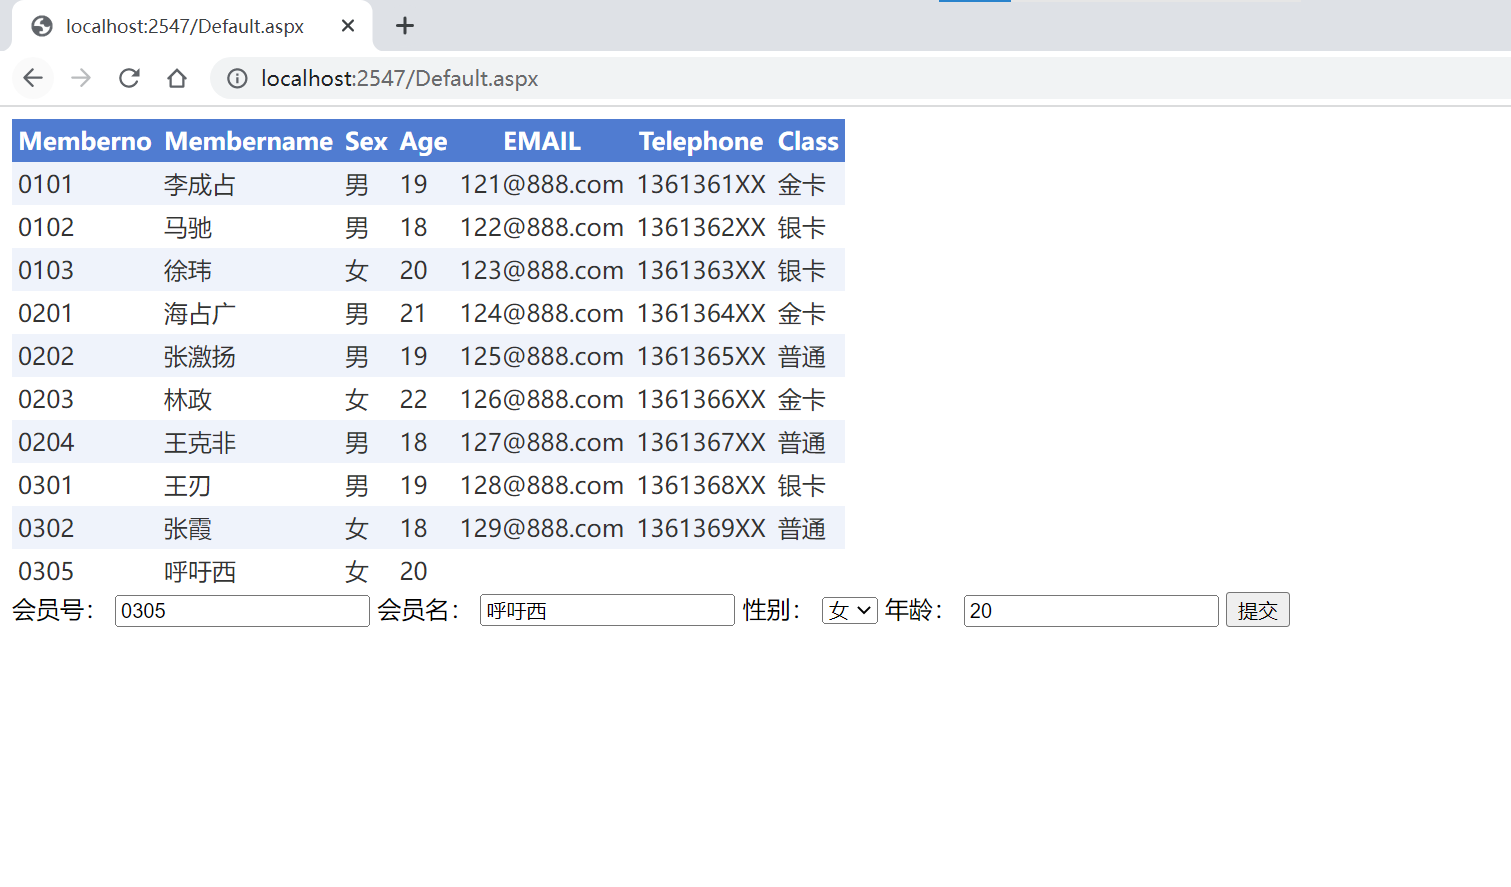 localhost:2547/Default.aspx
localhost:2547/Default.aspx
Memberno Membername Sex Age EMAIL Telephone Class
0101 李成占 男 19 121@888.com 1361361XX 金卡
0102 马驰 男 18 122@888.com 1361362XX 银卡
0103 徐玮 女 20 123@888.com 1361363XX 银卡
0201 海占广 男 21 124@888.com 1361364XX 金卡
0202 张激扬 男 19 125@888.com 1361365XX 普通
0203 林政 女 22 126@888.com 1361366XX 金卡
0204 王克非 男 18 127@888.com 1361367XX 普通
0301 王刃 男 19 128@888.com 1361368XX 银卡
0302 张霞 女 18 129@888.com 1361369XX 普通
0305 呼吁西 女 20
会员号： 0305 会员名： 呼吁西 性别： 女 年龄： 20 提交